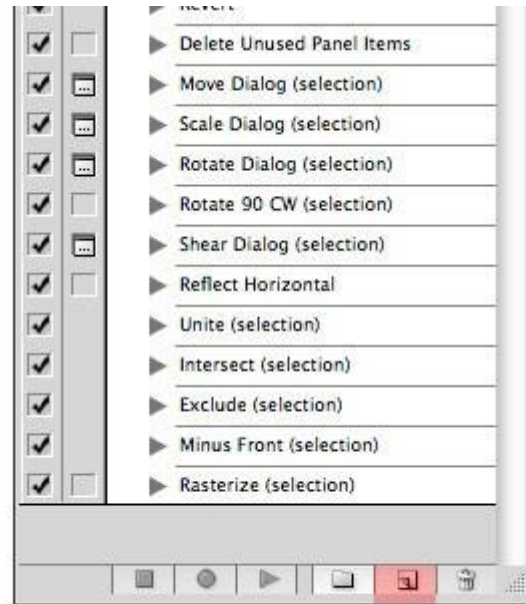 Revert
Delete Unused Panel Items
Move Dialog (selection)
Scale Dialog (selection)
Rotate Dialog (selection)
Rotate 90 CW (selection)
Shear Dialog (selection)
Reflect Horizontal
Unite (selection)
Intersect (selection)
Exclude (selection)
Minus Front (selection)
Rasterize (selection)